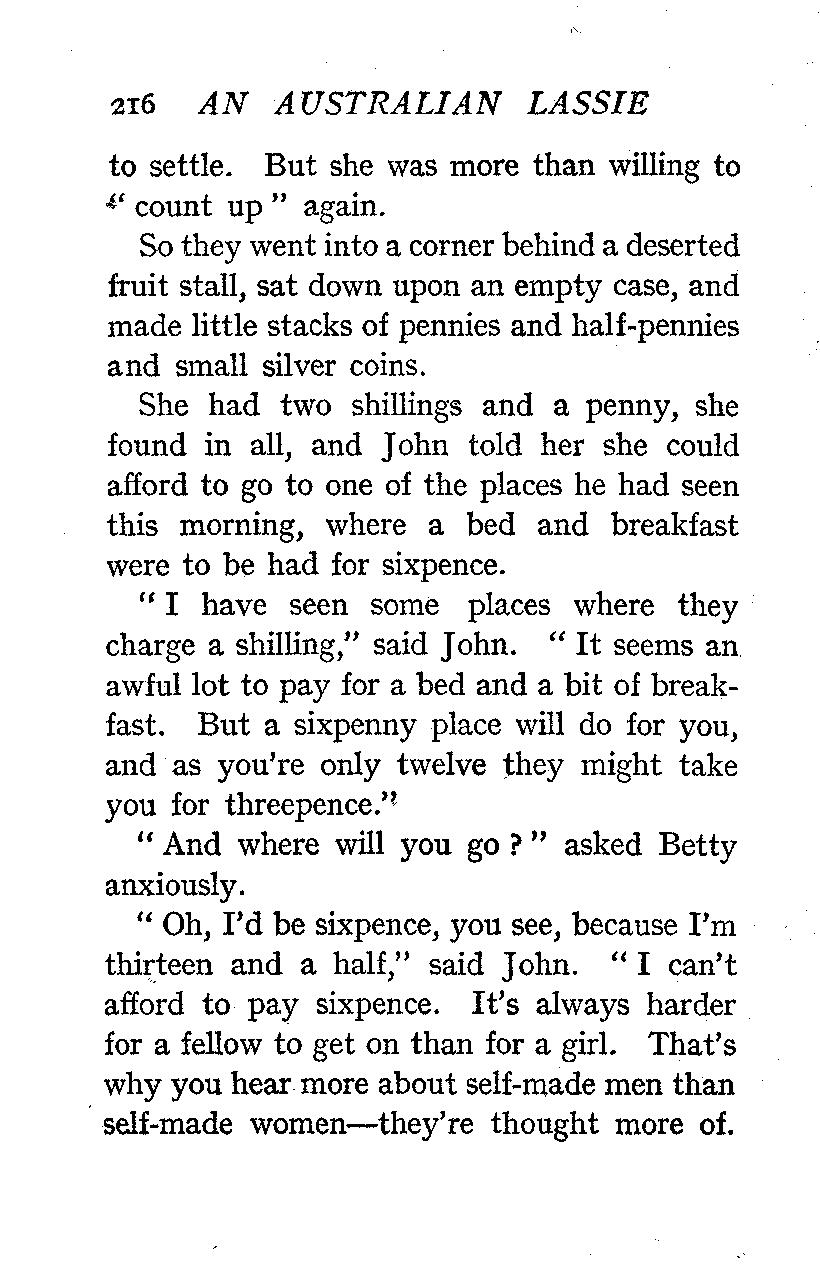 216 AN AUSTRALIAN LASSIE
to settle. But she was more than willing to
“ count up ” again.
So they went into a corner behind a deserted
fruit stall, sat down upon an empty case, and
made little stacks of pennies and half-pennies
and small silver coins.
She had two shillings and a penny, she
found in all, and John told her she could
afford to go to one of the places he had seen
this morning, where a bed and breakfast
were to be had for sixpence.
“ I have seen some places where they
charge a shilling,” said John. “ It seems an
awful lot to pay for a bed and a bit of break-
fast. But a sixpenny place will do for you,
and as you’re only twelve they might take
you for threepence.”
“ And where will you go ? ” asked Betty
anxiously.
“ Oh, I’d be sixpence, you see, because I’m
thirteen and a half,” said John. “ I can’t
afford to pay sixpence. It’s always harder
for a fellow to get on than for a girl. That’s
why you hear more about self-made men than
self-made women—they’re thought more of.